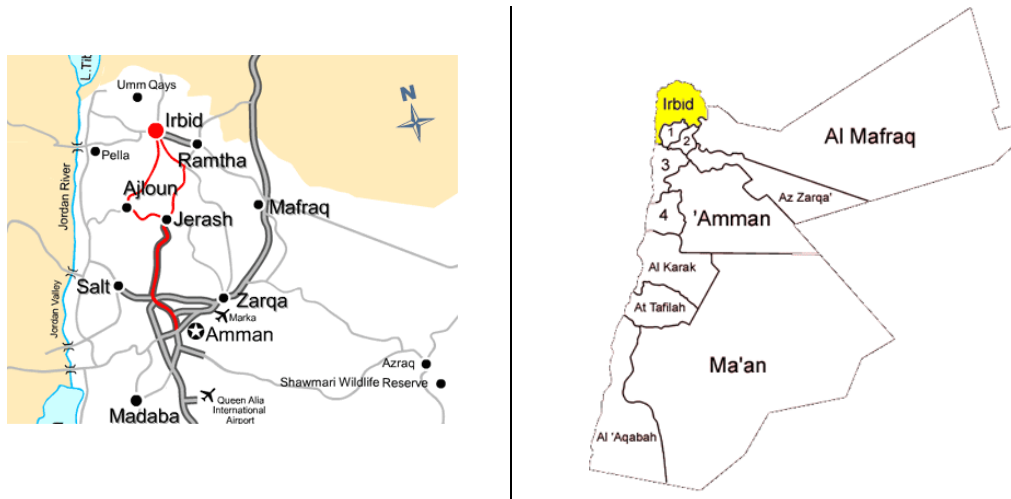 L.Tib
Umm Qays
N
Irbid
Pella
Ramtha
Jordan River
Ajloun
Jerash
Mafraq
Salt
Jordan Valley
Zarqa
Marka
Amman
Azraq
Shawmari Wildlife Reserve
Queen Alia
International
Airport
Madaba
Irbid
1
2
Al Mafraq
3
Az Zarqa'
4
'Amman
Al Karak
At Tafilah
Ma'an
Al 'Aqabah